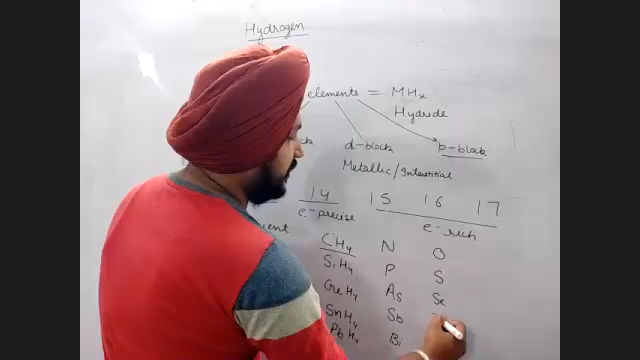 Hydrogen
elements = MHx
Hydride
d-block p-block
Metallic/Interstitial
14 15 16 17
e⁻precise e⁻rich
CH4 N O
SiH4 P S
GeH4 As Se
SnH4 Sb
PbH4 Bi